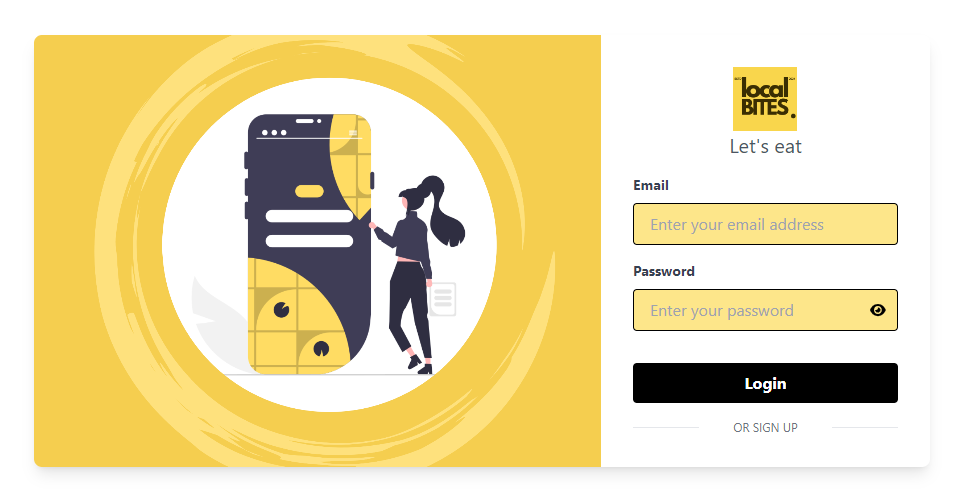 local
BITES.
Let's eat
Email
Enter your email address
Password
Enter your password
Login
OR SIGN UP